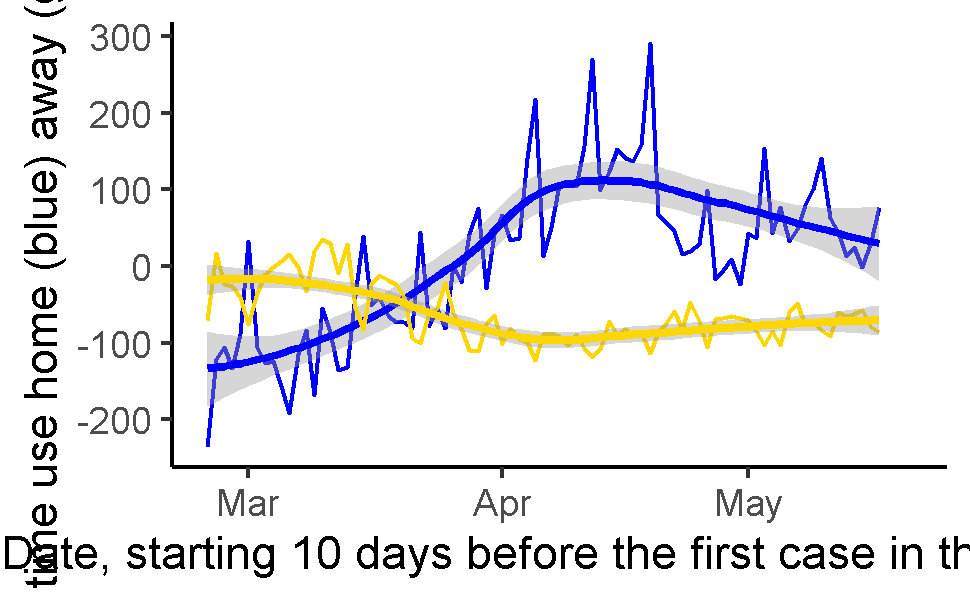 time use home (blue) away (
300
200
100
0
-100
-200
Mar Apr May
Date, starting 10 days before the first case in th